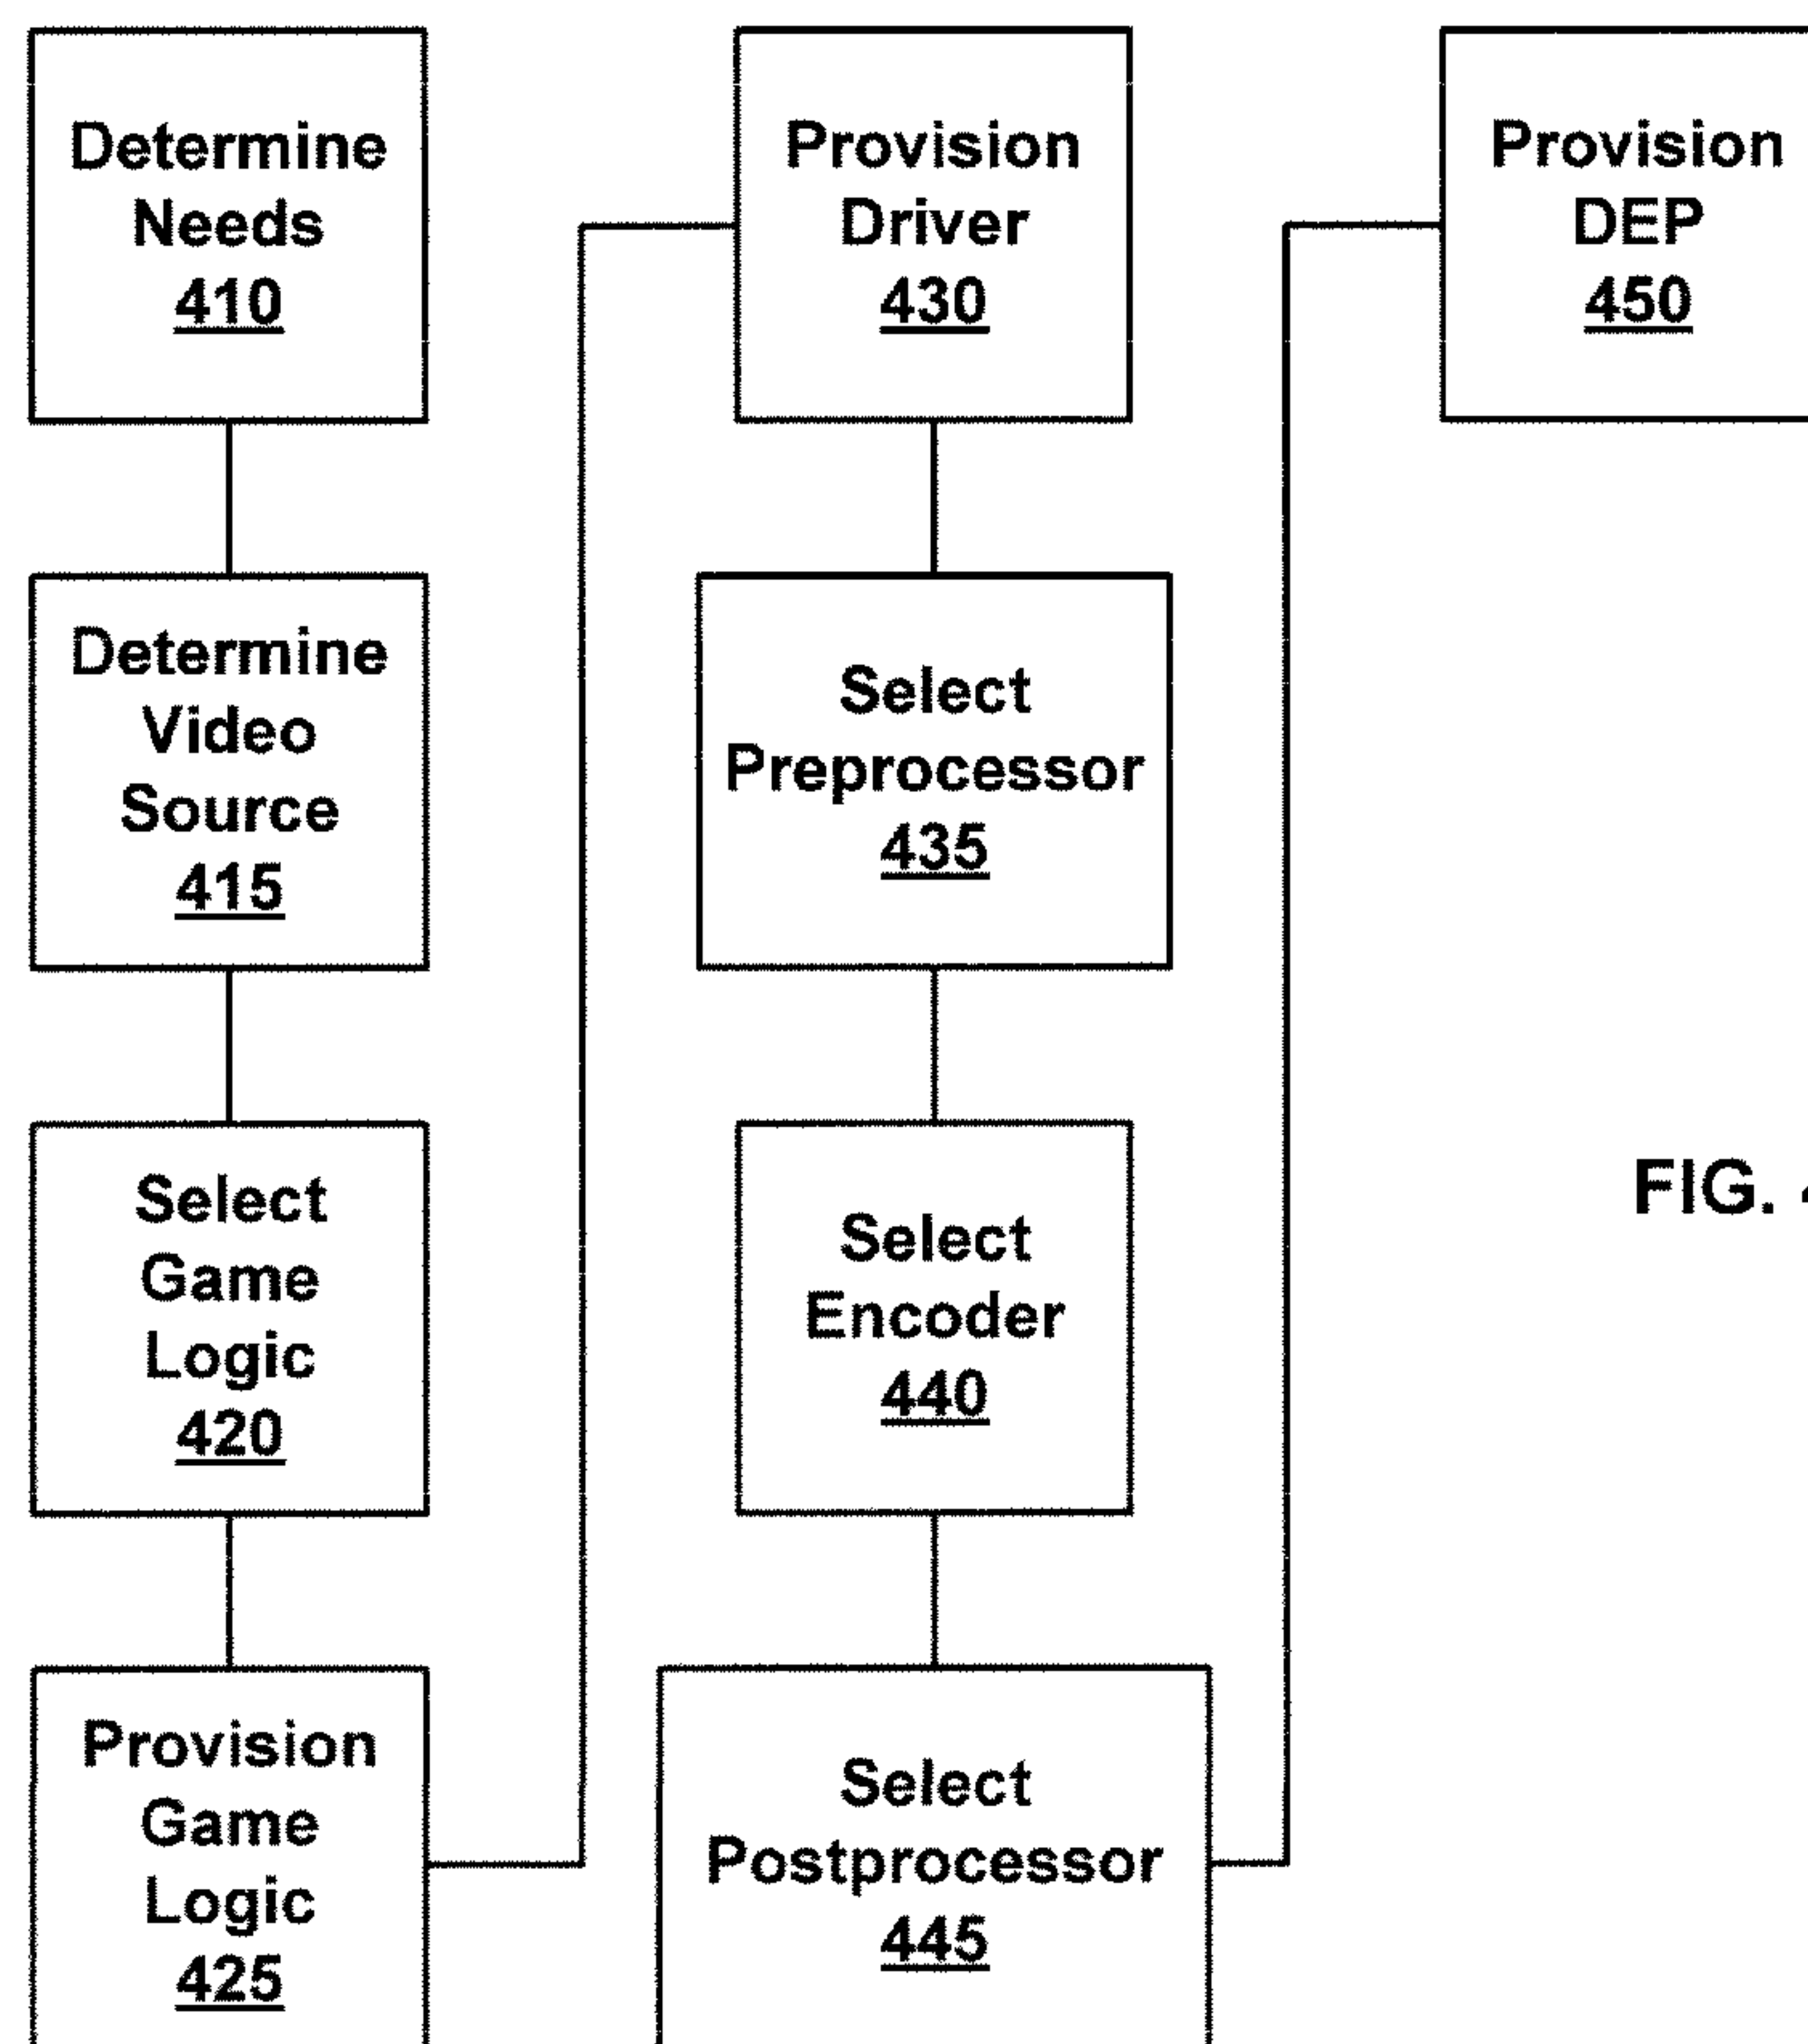 Determine
Needs
410
Determine
Video
Source
415
Select
Game
Logic
420
Provision
Game
Logic
425
Provision
Driver
430
Select
Preprocessor
435
Select
Encoder
440
Select
Postprocessor
445
Provision
DEP
450
FIG.